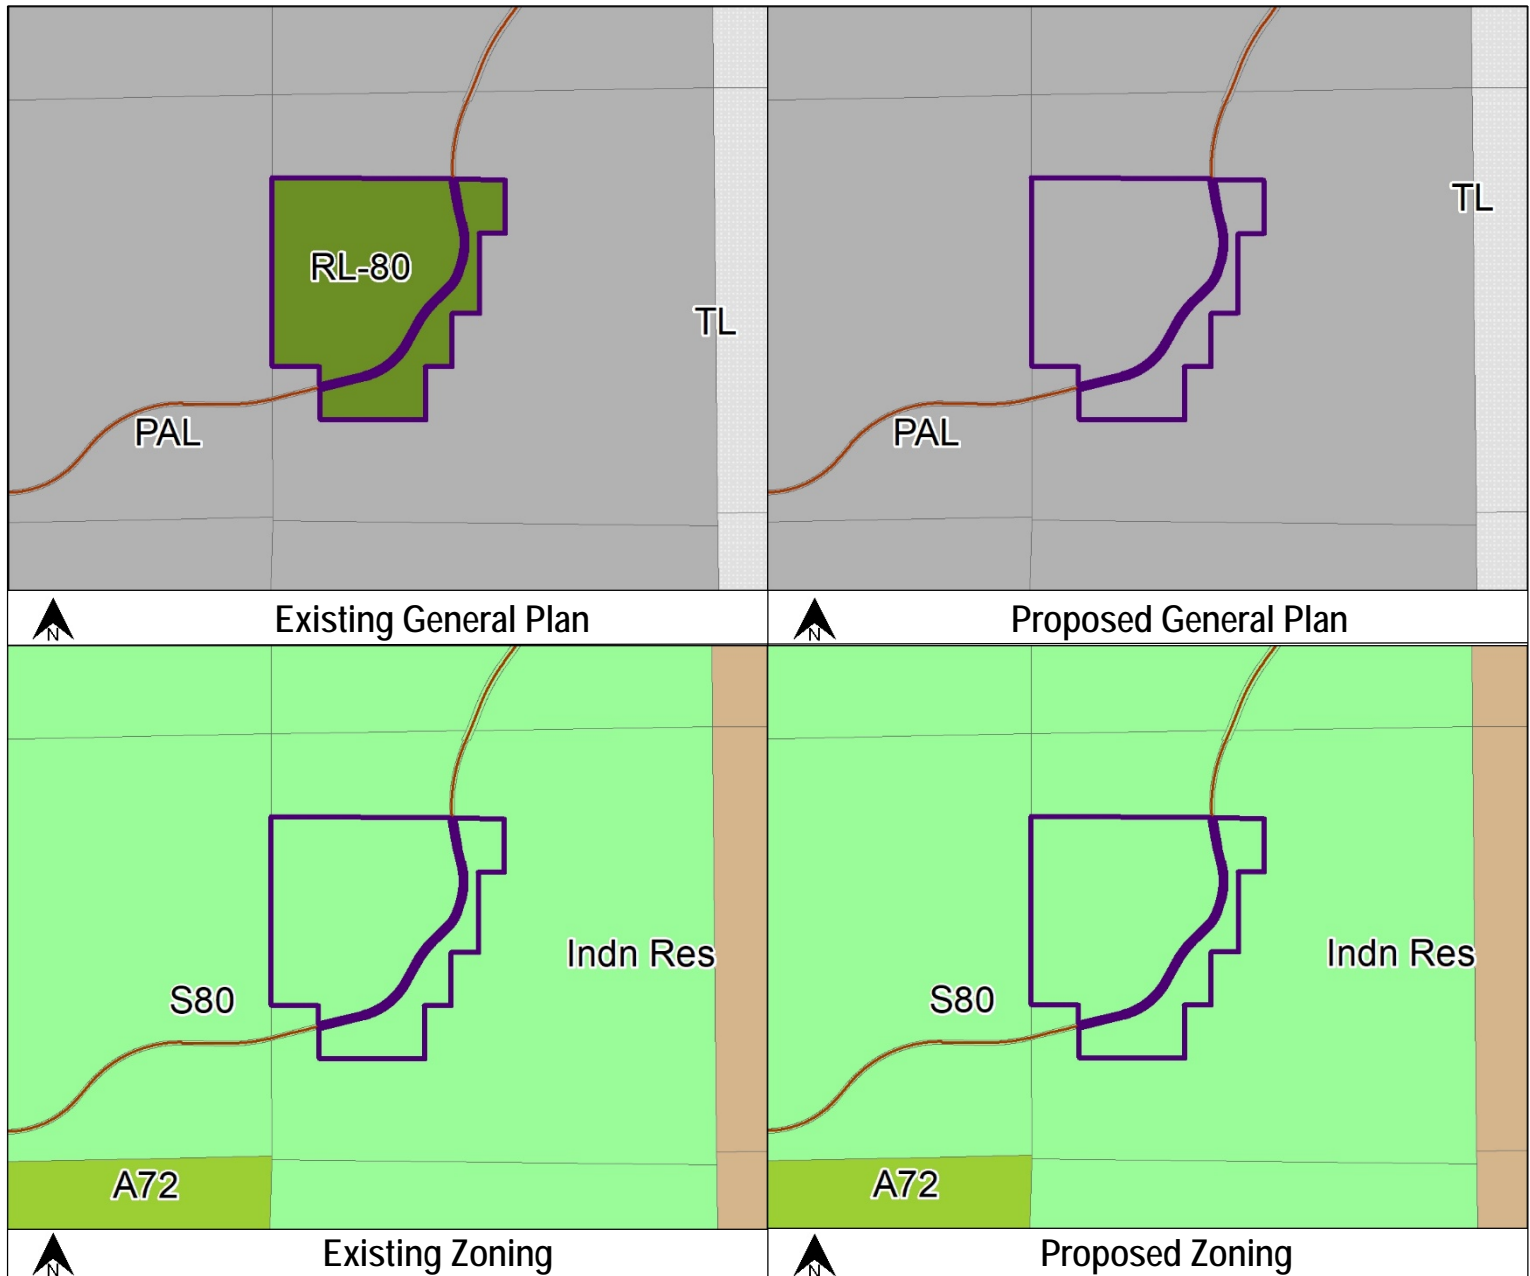 RL-80
TL
PAL
N
Existing General Plan
TL
PAL
N
Proposed General Plan
Indn Res
S80
A72
N
Existing Zoning
Indn Res
S80
A72
N
Proposed Zoning